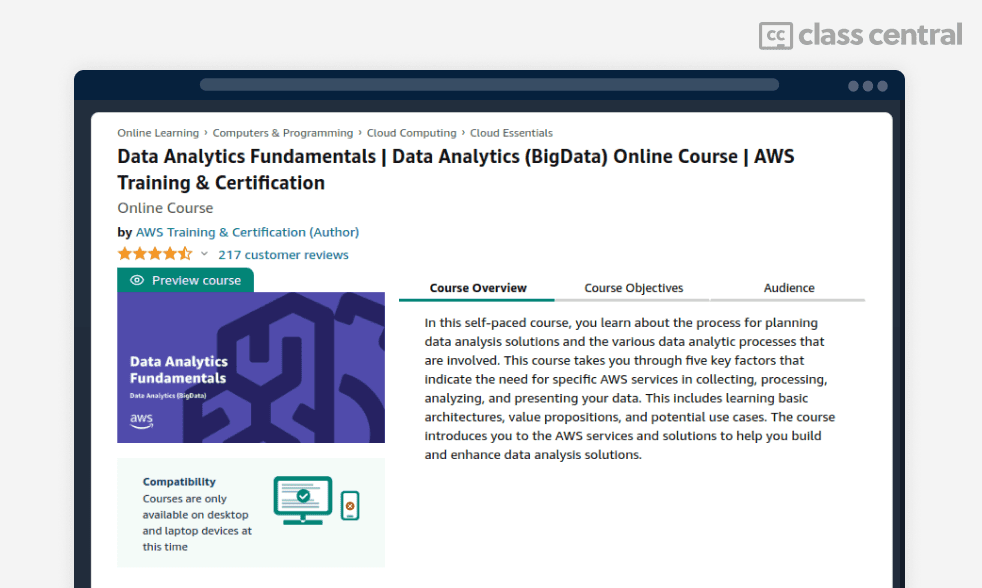 cc class central
Online Learning › Computers & Programming › Cloud Computing › Cloud Essentials
Data Analytics Fundamentals | Data Analytics (BigData) Online Course | AWS
Training & Certification
Online Course
by AWS Training & Certification (Author)
217 customer reviews
Preview course
Data Analytics
Fundamentals
Data Analytics (BigData)
aws
Compatibility
Courses are only
available on desktop
and laptop devices at
this time
Course Overview Course Objectives Audience
In this self-paced course, you learn about the process for planning
data analysis solutions and the various data analytic processes that
are involved. This course takes you through five key factors that
indicate the need for specific AWS services in collecting, processing,
analyzing, and presenting your data. This includes learning basic
architectures, value propositions, and potential use cases. The course
introduces you to the AWS services and solutions to help you build
and enhance data analysis solutions.